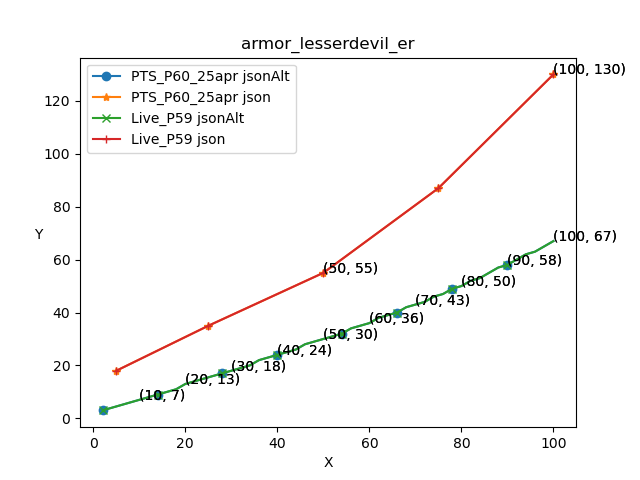 armor_lesserdevil_er
PTS_P60_25apr jsonAlt
PTS_P60_25apr json
Live_P59 jsonAlt
Live_P59 json
(100, 130)
(50, 55)
(100, 67)
(90, 58)
(80, 50)
(70, 43)
(60, 36)
(50, 30)
(40, 24)
(30, 18)
(20, 13)
(10, 7)
Y
120
100
80
60
40
20
0
0 20 40 60 80 100
X